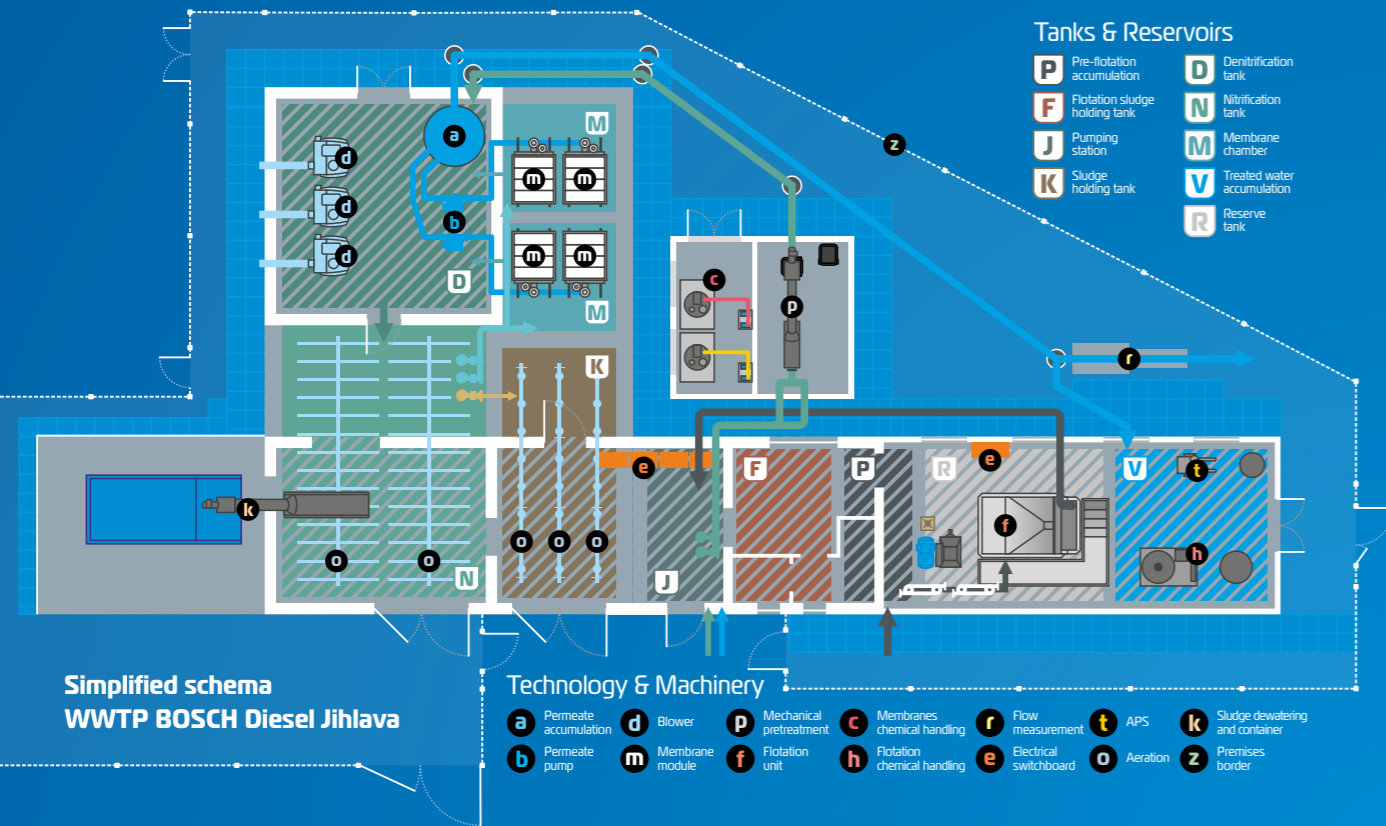 Tanks & Reservoirs
P Pre-flotation
accumulation
F Flotation sludge
holding tank
J Pumping
station
K Sludge
holding tank
D Denitrification
tank
N Nitrification
tank
M Membrane
chamber
V Treated water
accumulation
R Reserve
tank
z
a
M
d
m m
d
b
d
m m
D
M
c
p
r
K
e
F
P
R
e
V
t
k
f
o o o
h
o o
N
J
Simplified schema
WWTP BOSCH Diesel Jihlava
Technology & Machinery
a Permeate
accumulation
d Blower
p Mechanical
pretreatment
c Membranes
chemical handling
r Flow
measurement
t APS
k Sludge dewatering
and container
b Permeate
pump
m Membrane
module
f Flotation
unit
h Flotation
chemical handling
e Electrical
switchboard
o Aeration
z Premises
border